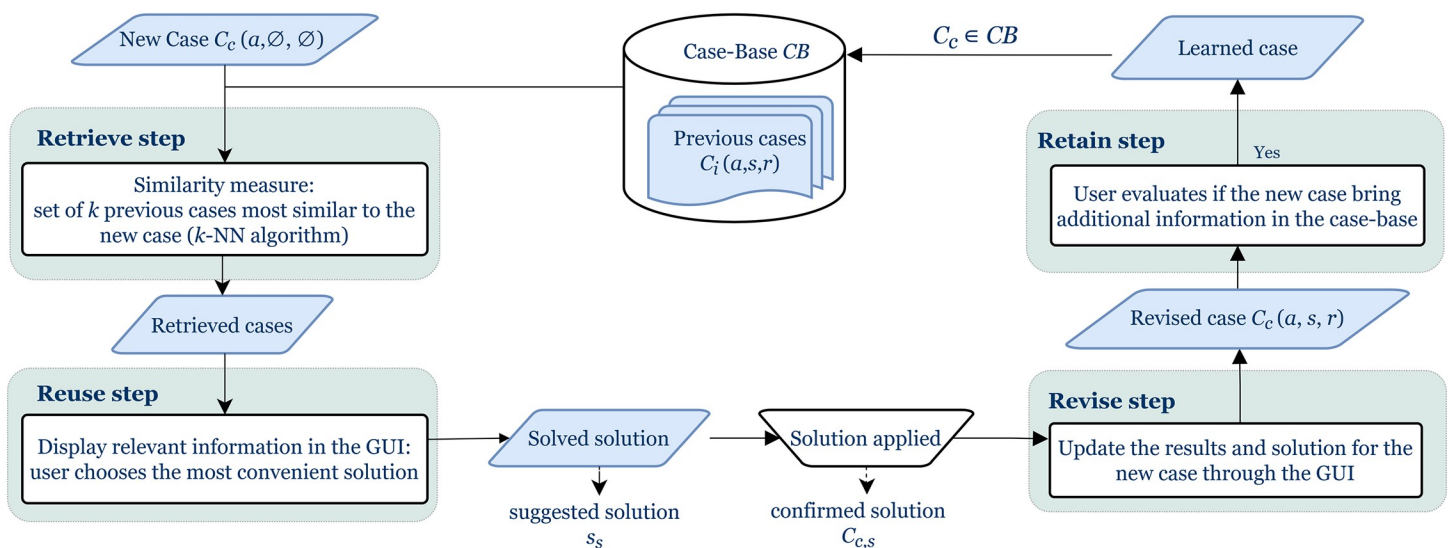 New Case C_c (a,∅, ∅)
Case-Base CB
C_c ∈ CB
Learned case
Retrieve step
Similarity measure:
set of k previous cases most similar to the
new case (k-NN algorithm)
Previous cases
C_i (a,s,r)
Retain step
Yes
User evaluates if the new case bring
additional information in the case-base
Retrieved cases
Revised case C_c (a, s, r)
Reuse step
Display relevant information in the GUI:
user chooses the most convenient solution
Solved solution
suggested solution
s_s
Solution applied
confirmed solution
C_c,s
Revise step
Update the results and solution for the
new case through the GUI